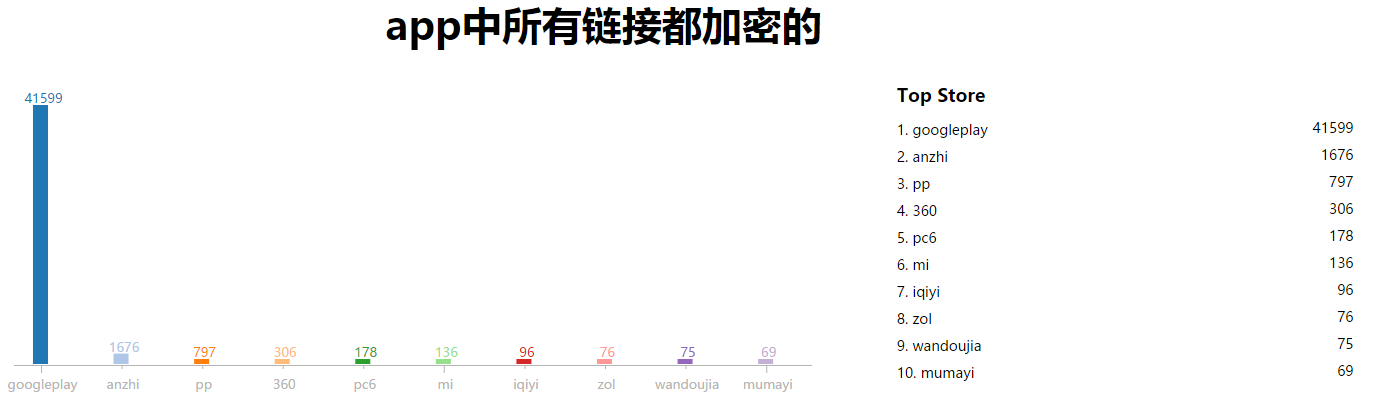 app中所有链接都加密的
41599
1676
797
306
178
136
96
76
75
69
googleplay
anzhi
pp
360
pc6
mi
iqiyi
zol
wandoujia
mumayi
Top Store
1. googleplay 41599
2. anzhi 1676
3. pp 797
4. 360 306
5. pc6 178
6. mi 136
7. iqiyi 96
8. zol 76
9. wandoujia 75
10. mumayi 69